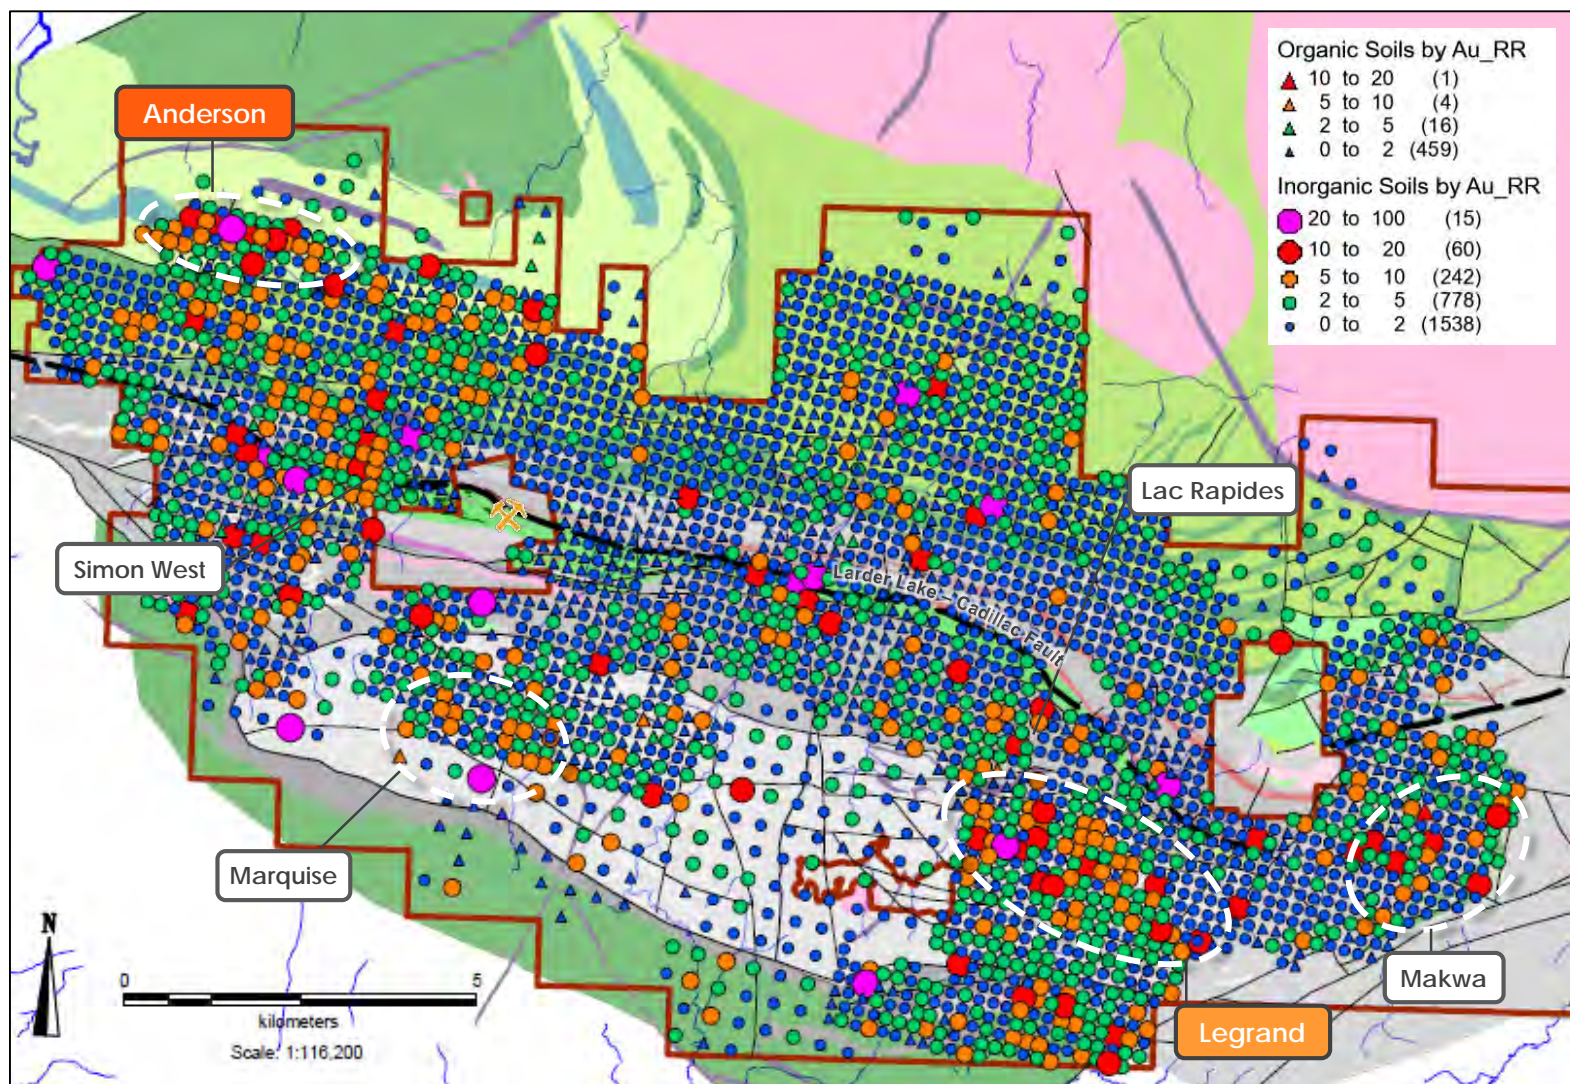 Organic Soils by Au_RR
10 to 20 (1)
5 to 10 (4)
2 to 5 (16)
0 to 2 (459)
Inorganic Soils by Au_RR
20 to 100 (15)
10 to 20 (60)
5 to 10 (242)
2 to 5 (778)
0 to 2 (1538)
Anderson
Lac Rapides
Simon West
Larder Lake – Cadillac Fault
Marquise
Makwa
Legrand
N
0 5
kilometers
Scale: 1:116,200